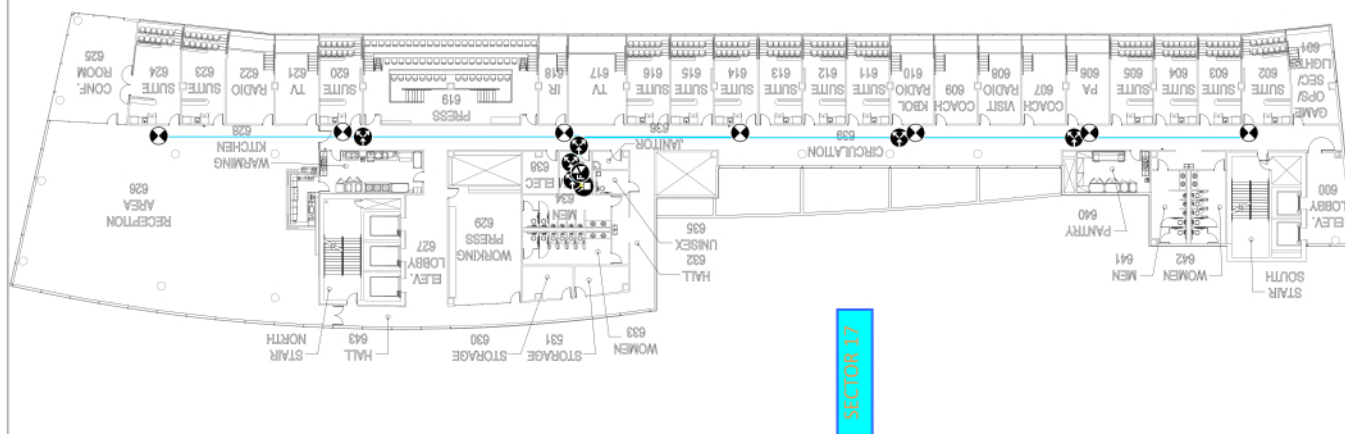 CONF.
ROOM
625
SUITE
624
SUITE
623
RADIO
622
TV
621
SUITE
620
PRESS
619
IR
618
TV
617
SUITE
616
SUITE
615
SUITE
614
SUITE
613
SUITE
612
SUITE
611
KBOL
RADIO
610
COACH
609
VISIT
RADIO
608
COACH
607
PA
606
SUITE
605
SUITE
604
SUITE
603
SUITE
602
GAME
OPS/
SEC/
LIGHTS
601
RECEPTION
AREA
626
WARMING
KITCHEN
628
ELEV.
LOBBY
627
WORKING
PRESS
629
ELEC
638
MEN
634
JANITOR
636
CIRCULATION
639
UNISEX
635
HALL
632
PANTRY
640
MEN
641
WOMEN
642
ELEV.
LOBBY
600
STAIR
SOUTH
STAIR
NORTH
HALL
643
STORAGE
630
STORAGE
631
WOMEN
633
SECTOR 17